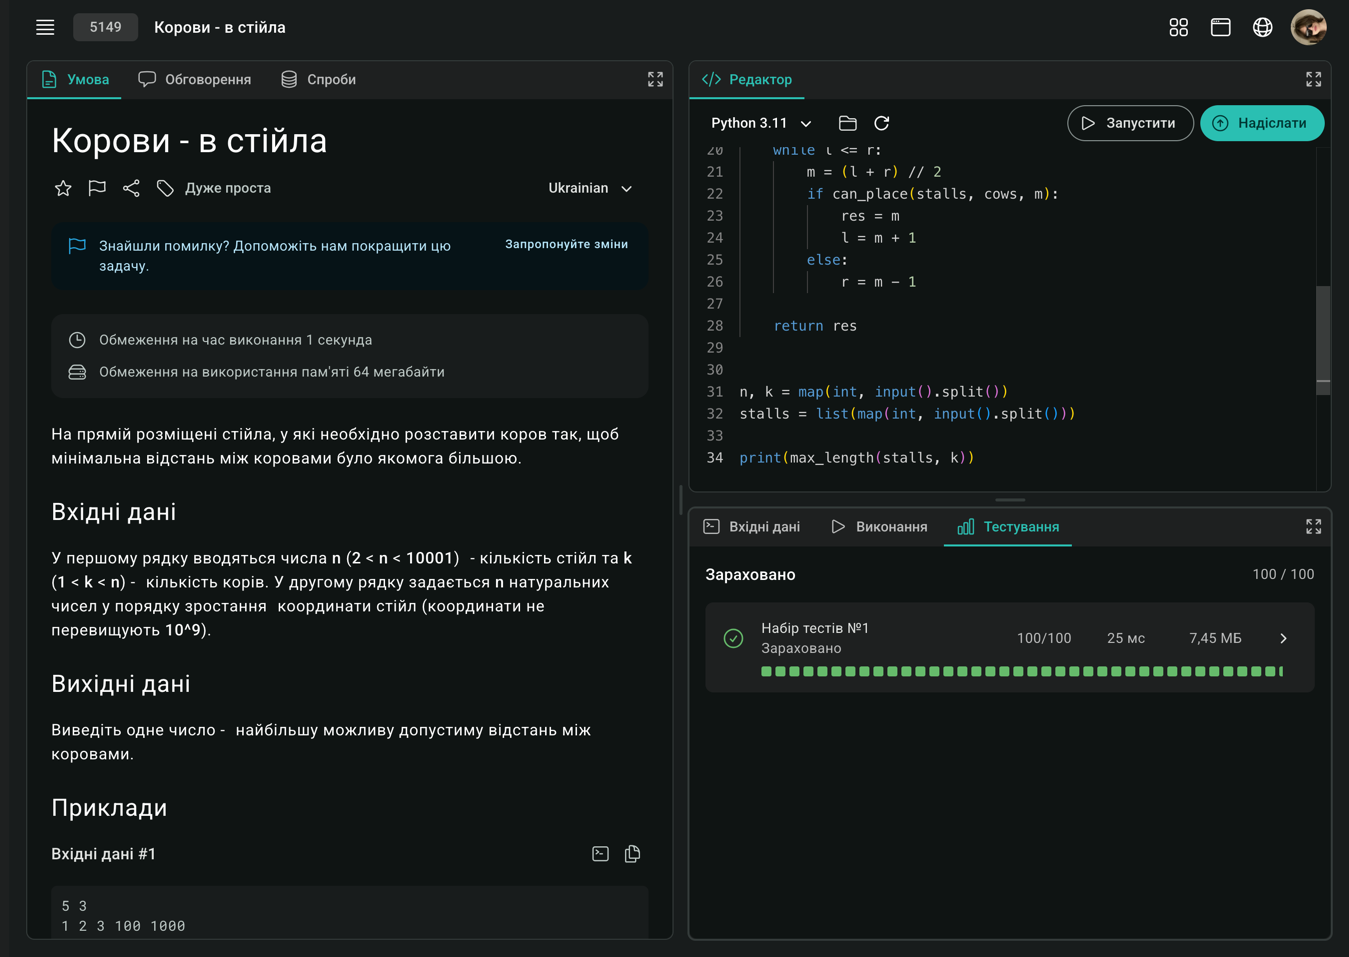 5149
Корови - в стійла
Умова
Обговорення
Спроби
Корови - в стійла
Дуже проста
Ukrainian
Знайшли помилку? Допоможіть нам покращити цю
задачу.
Запропонуйте зміни
Обмеження на час виконання 1 секунда
Обмеження на використання пам'яті 64 мегабайти
На прямій розміщені стійла, у які необхідно розставити коров так, щоб
мінімальна відстань між коровами було якомога більшою.
Вхідні дані
У першому рядку вводяться числа n (2 < n < 10001)  - кількість стійл та k
(1 < k < n) -  кількість корів. У другому рядку задається n натуральних
чисел у порядку зростання  координати стійл (координати не
перевищують 10^9).
Вихідні дані
Виведіть одне число -  найбільшу можливу допустиму відстань між
коровами.
Приклади
Вхідні дані #1
5 3
1 2 3 100 1000
Редактор
Python 3.11
Запустити
Надіслати
20 while l <= r:
21 m = (l + r) // 2
22 if can_place(stalls, cows, m):
23 res = m
24 l = m + 1
25 else:
26 r = m - 1
27
28 return res
29
30
31 n, k = map(int, input().split())
32 stalls = list(map(int, input().split()))
33
34 print(max_length(stalls, k))
Вхідні дані
Виконання
Тестування
Зараховано
100 / 100
Набір тестів №1
Зараховано
100/100
25 мс
7,45 МБ